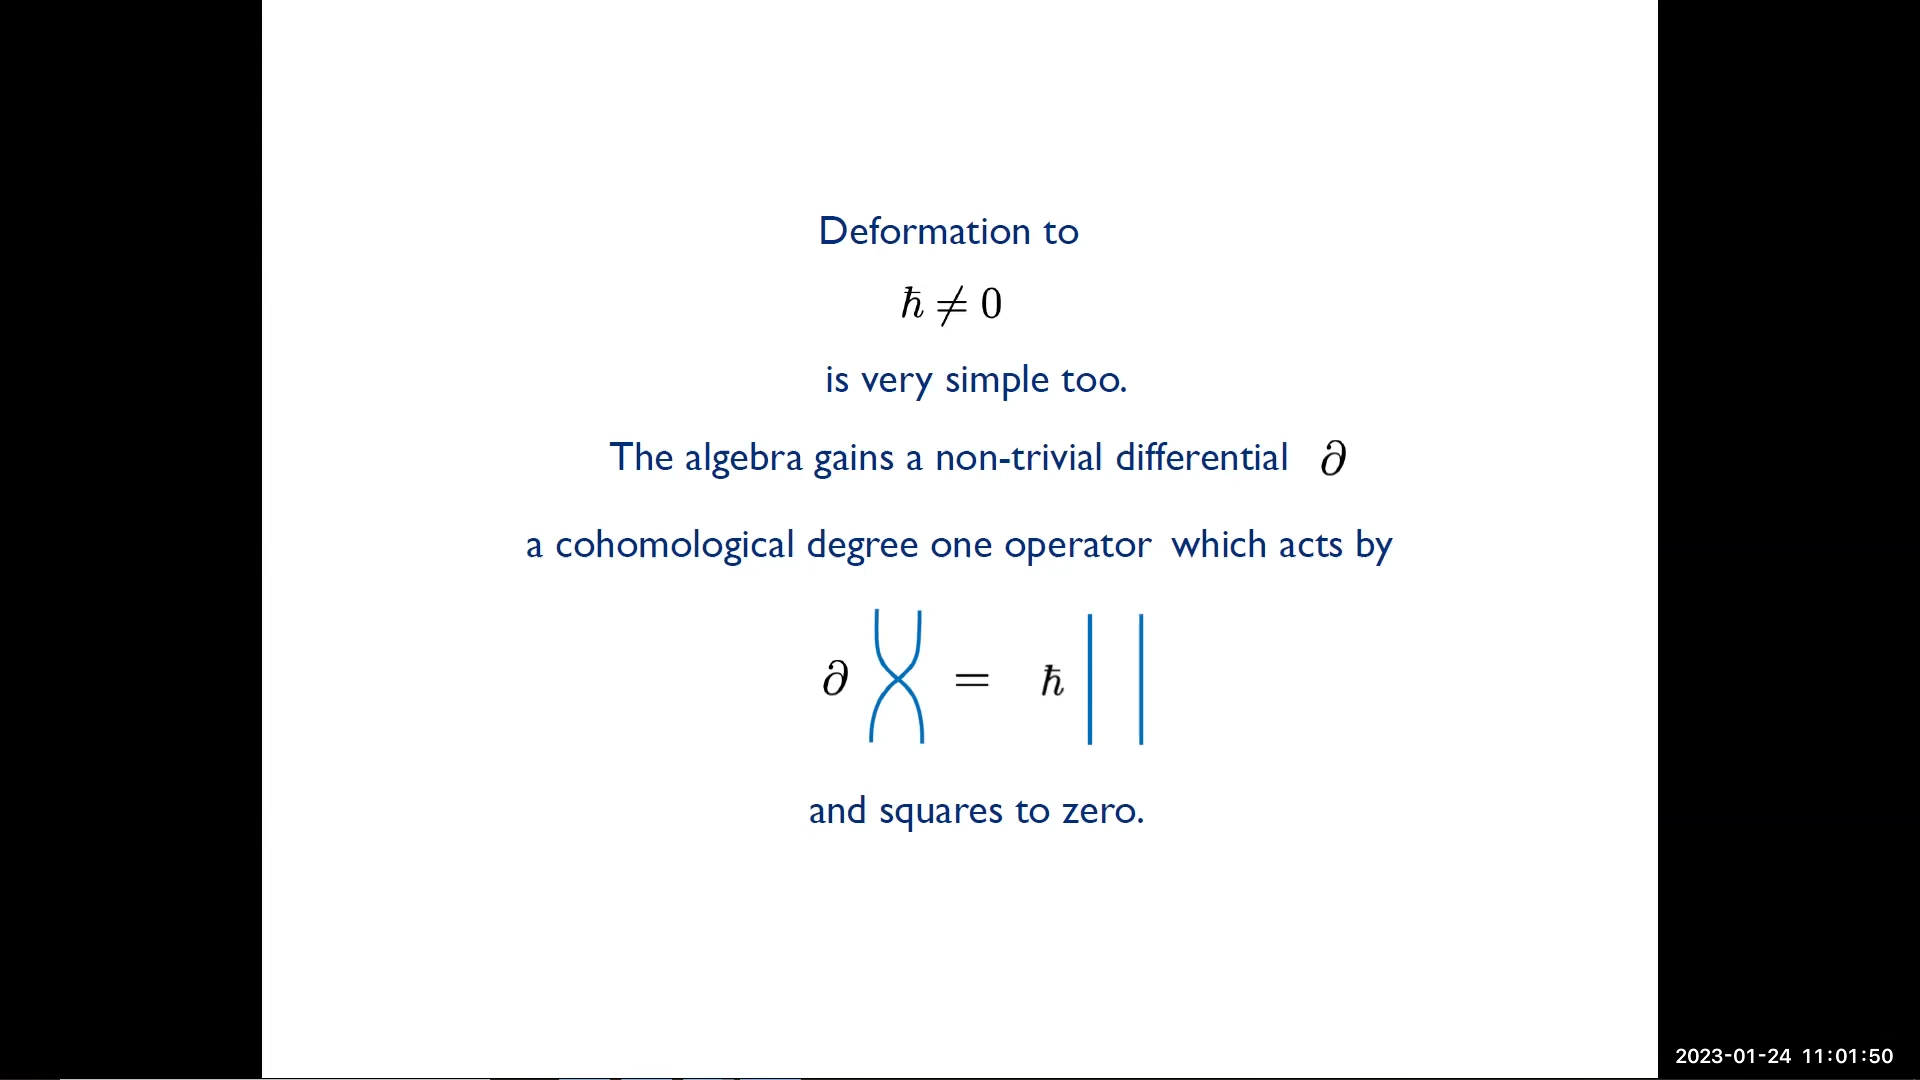 Deformation to
ħ ≠ 0
is very simple too.
The algebra gains a non-trivial differential ∂
a cohomological degree one operator which acts by
∂ = ħ
and squares to zero.
2023-01-24 11:01:50